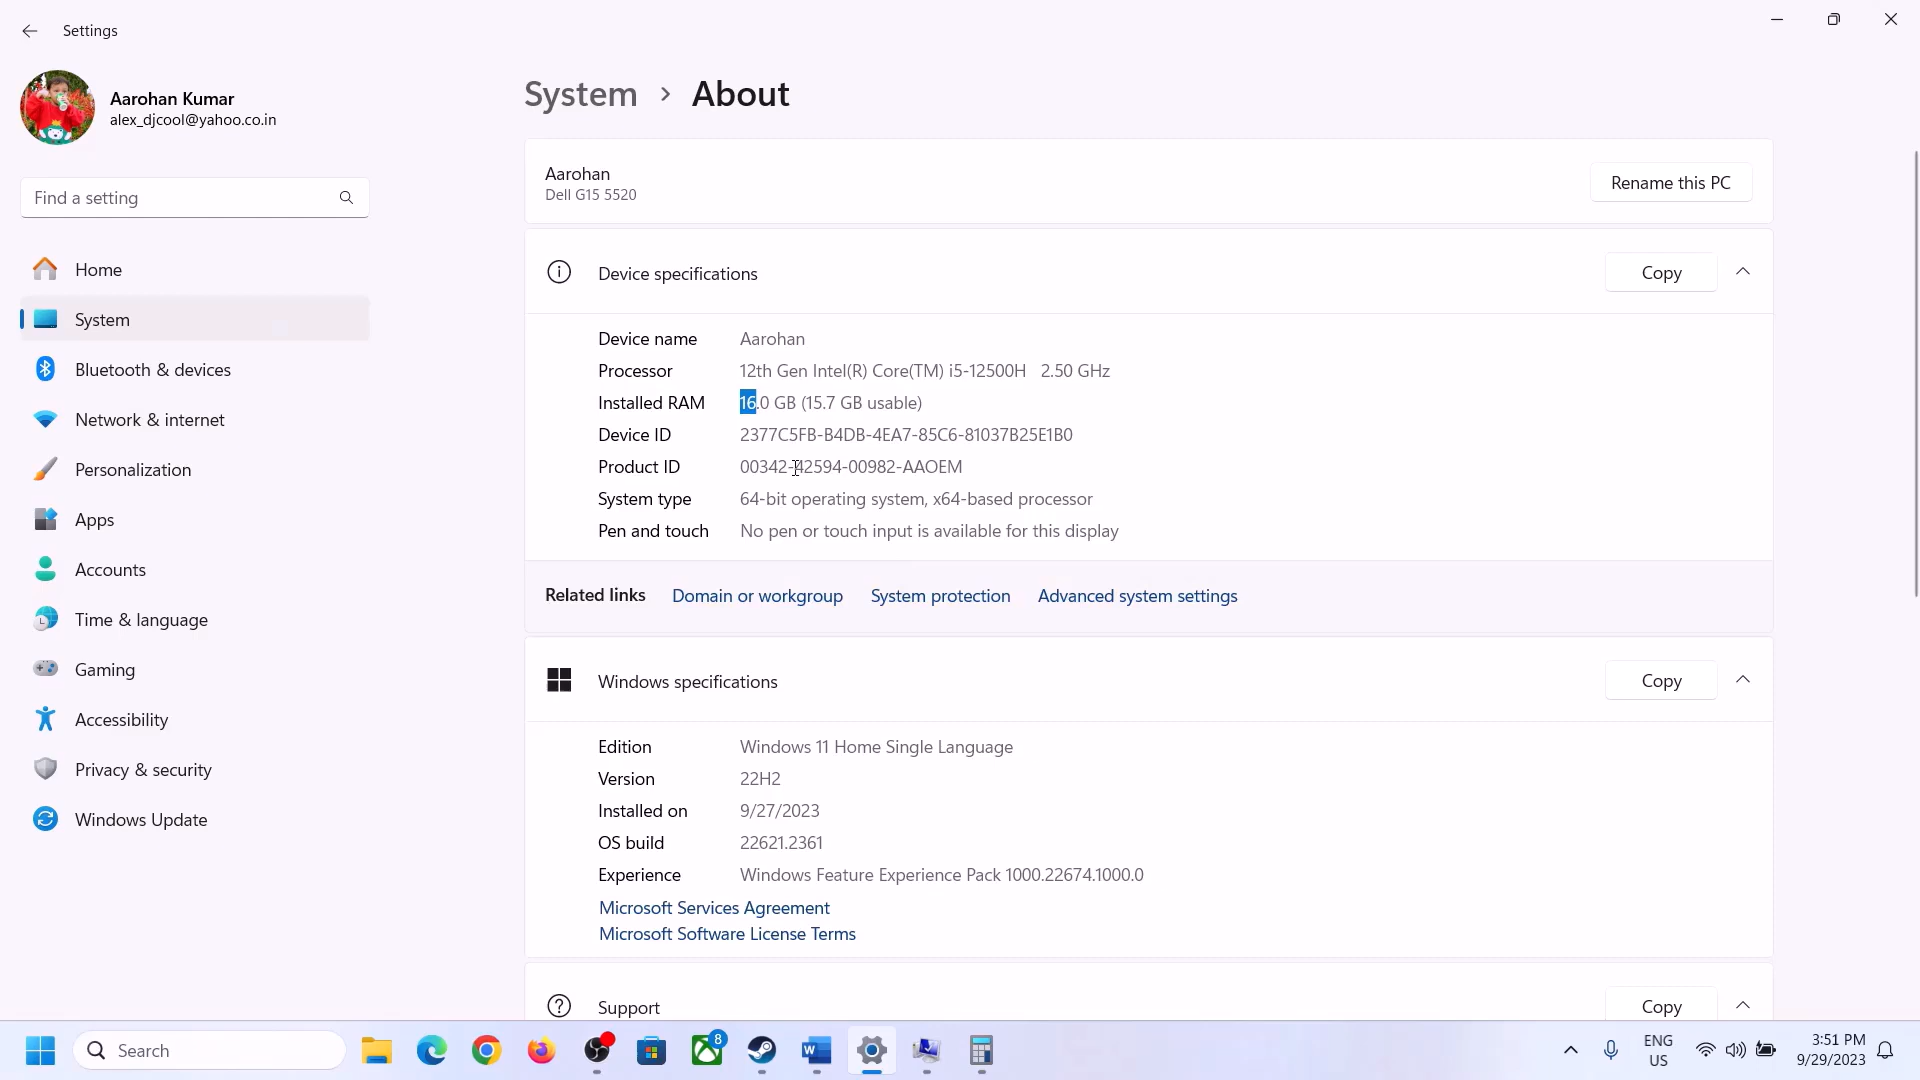 Settings
Aarohan Kumar
alex_djcool@yahoo.co.in
Find a setting
Home
System
Bluetooth & devices
Network & internet
Personalization
Apps
Accounts
Time & language
Gaming
Accessibility
Privacy & security
Windows Update
System > About
Aarohan
Dell G15 5520
Rename this PC
Device specifications
Copy
Device name Aarohan
Processor 12th Gen Intel(R) Core(TM) i5-12500H 2.50 GHz
Installed RAM 16.0 GB (15.7 GB usable)
Device ID 2377C5FB-B4DB-4EA7-85C6-81037B25E1B0
Product ID 00342-42594-00982-AAOEM
System type 64-bit operating system, x64-based processor
Pen and touch No pen or touch input is available for this display
Related links Domain or workgroup System protection Advanced system settings
Windows specifications
Copy
Edition Windows 11 Home Single Language
Version 22H2
Installed on 9/27/2023
OS build 22621.2361
Experience Windows Feature Experience Pack 1000.22674.1000.0
Microsoft Services Agreement
Microsoft Software License Terms
Support
Copy
Search
8
W
ENG
US
3:51 PM
9/29/2023